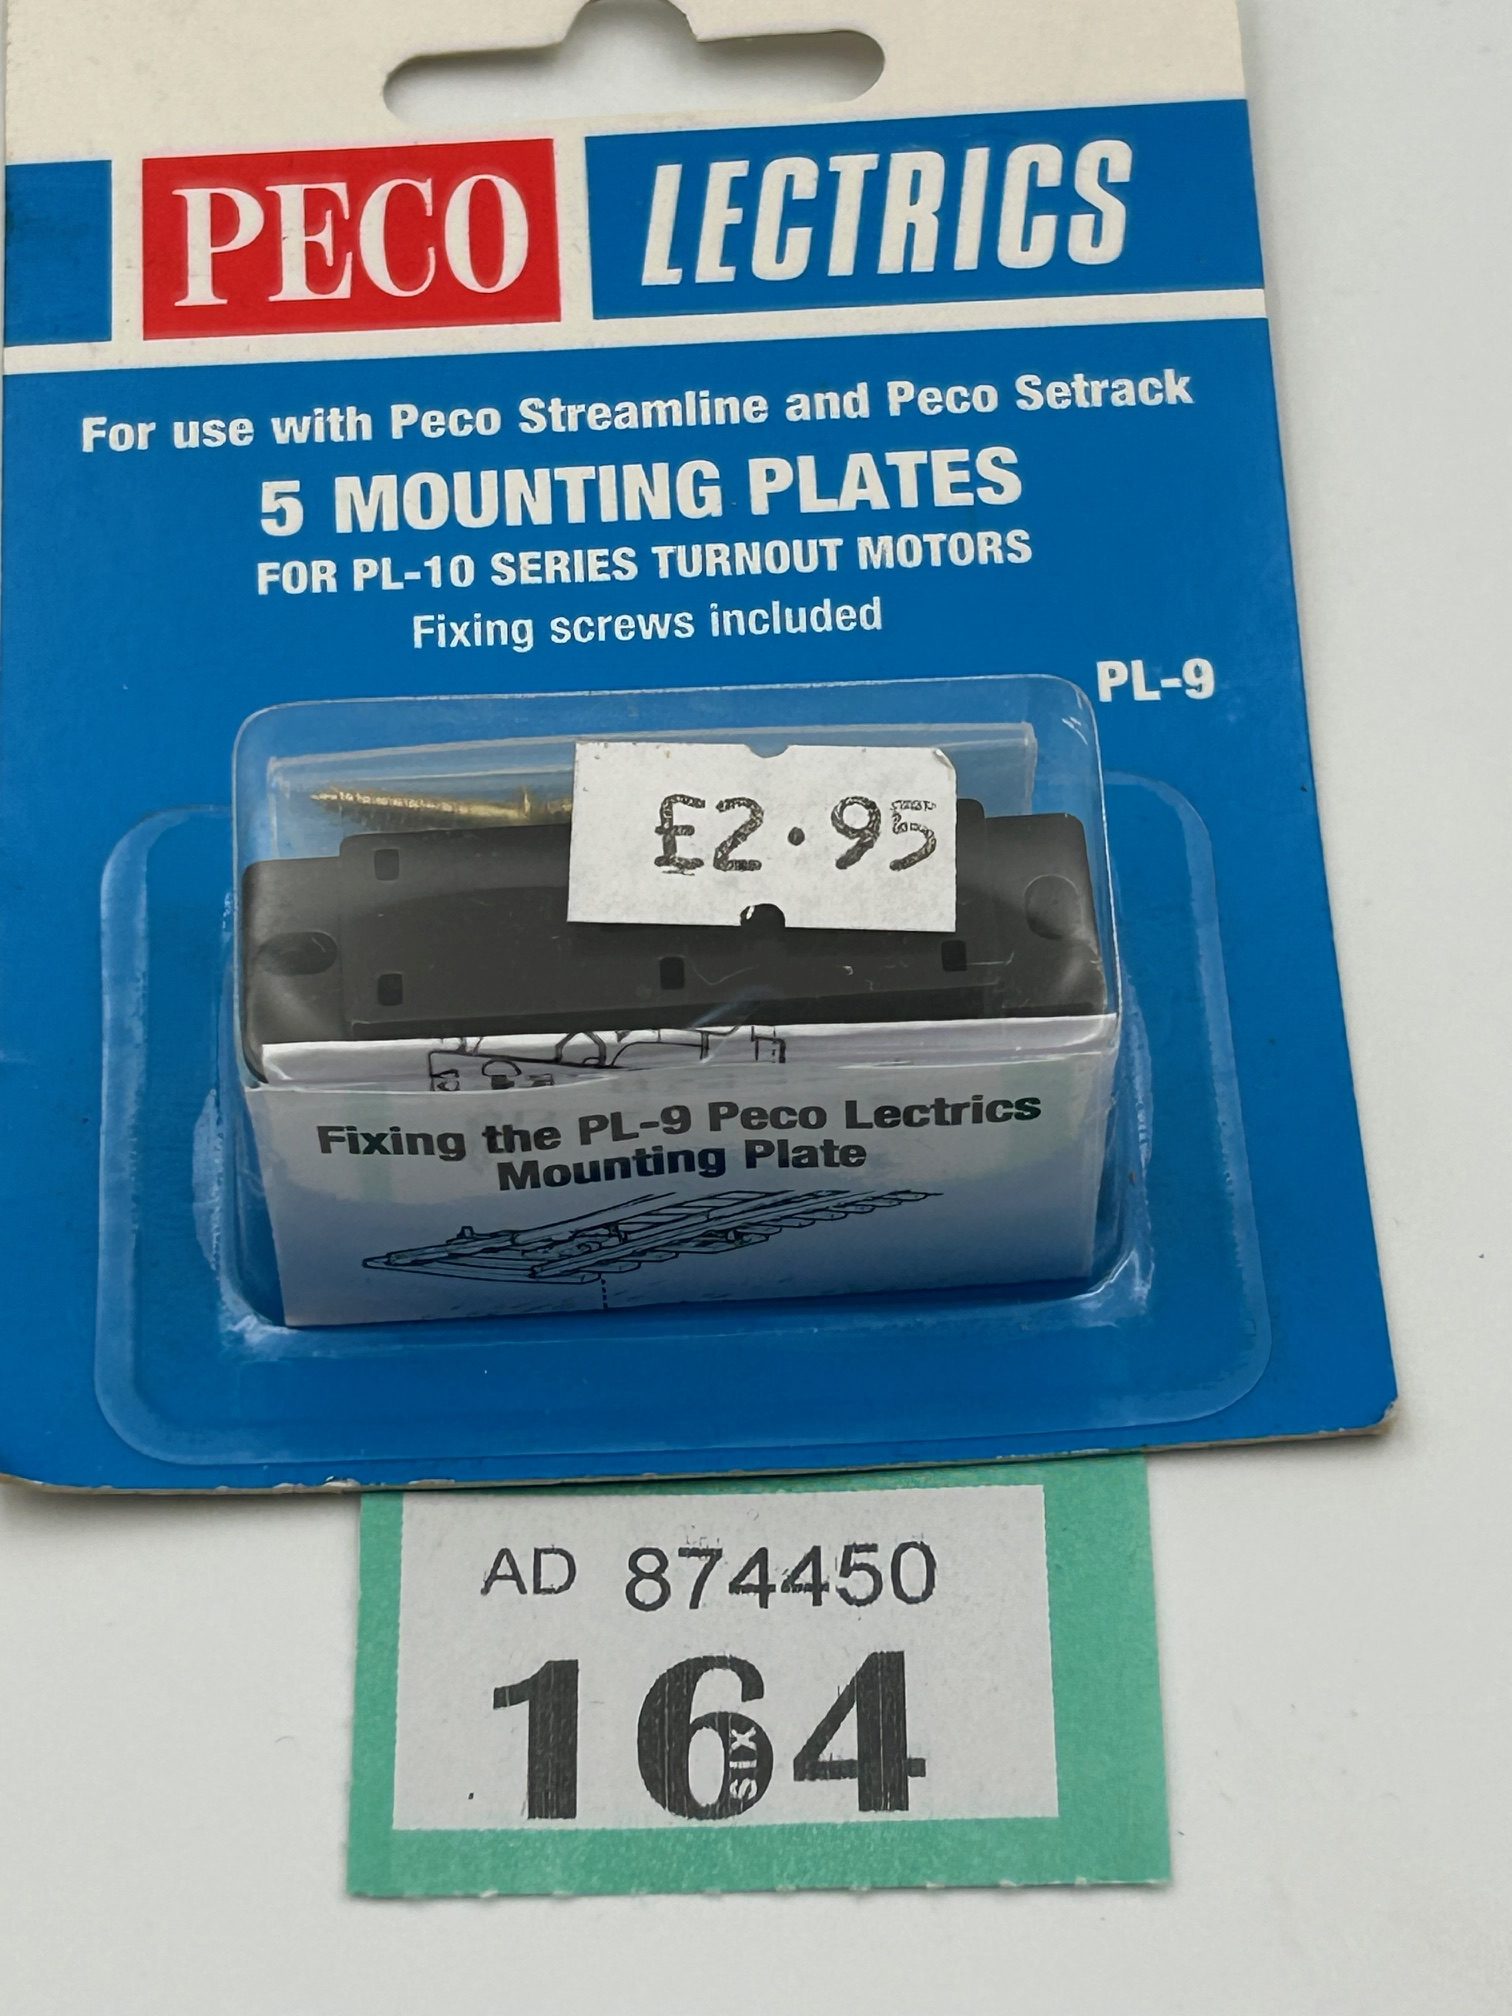 PECO LECTRICS
For use with Peco Streamline and Peco Setrack
5 MOUNTING PLATES
FOR PL-10 SERIES TURNOUT MOTORS
Fixing screws included
PL-9
£2.95
Fixing the PL-9 Peco Lectrics
Mounting Plate
AD 874450
164
SIX